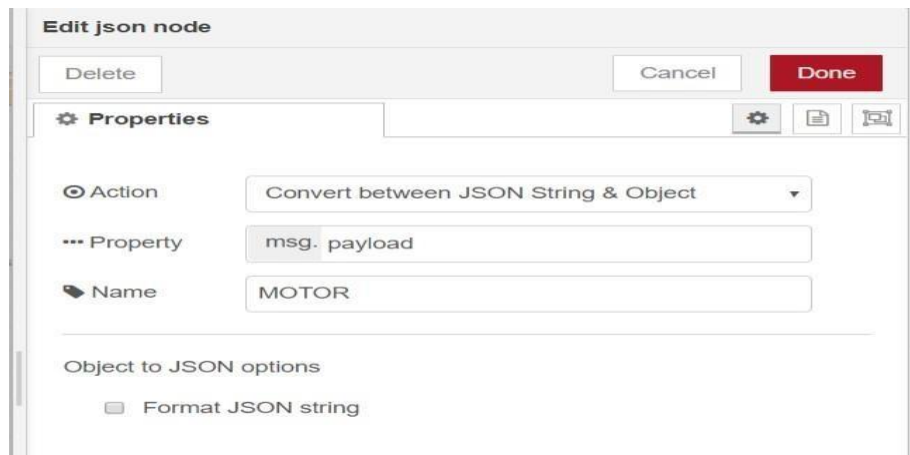 Edit json node
Delete Cancel Done
Properties
Action Convert between JSON String & Object
Property msg. payload
Name MOTOR
Object to JSON options
Format JSON string